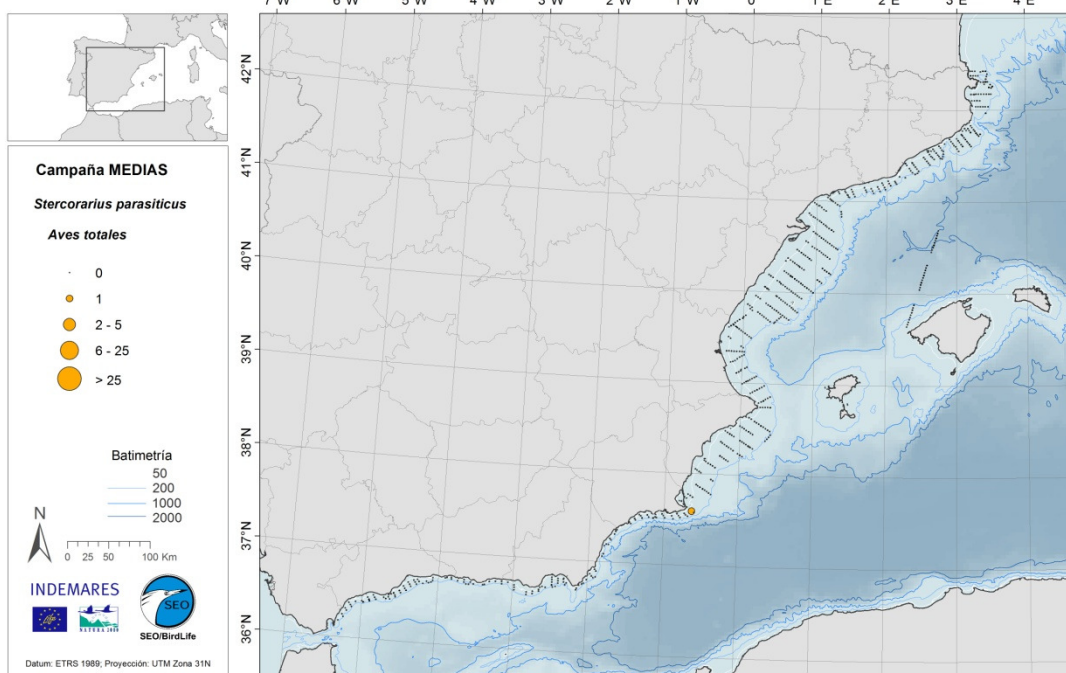 7°W 6°W 5°W 4°W 3°W 2°W 1°W 0° 1°E 2°E 3°E 4°E
42°N
41°N
40°N
39°N
38°N
37°N
36°N
Campaña MEDIAS
Stercorarius parasiticus
Aves totales
0
1
2 - 5
6 - 25
> 25
Batimetría
50
200
1000
2000
N
0 25 50 100 Km
INDEMARES
NATURA 2000
SEO
SEO/BirdLife
Datum: ETRS 1989; Proyección: UTM Zona 31N